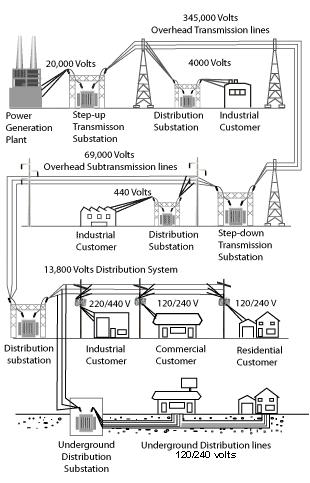 345,000 Volts
Overhead Transmission lines
20,000 Volts
4000 Volts
Power
Generation
Plant
Step-up
Transmisson
Substation
Distribution
Substation
Industrial
Customer
69,000 Volts
Overhead Subtransmission lines
440 Volts
Industrial
Customer
Distribution
Substation
Step-down
Transmission
Substation
13,800 Volts Distribution System
220/440 V
120/240 V
120/240 V
Distribution
substation
Industrial
Customer
Commercial
Customer
Residential
Customer
Underground
Distribution
Substation
Underground Distribution lines
120/240 volts